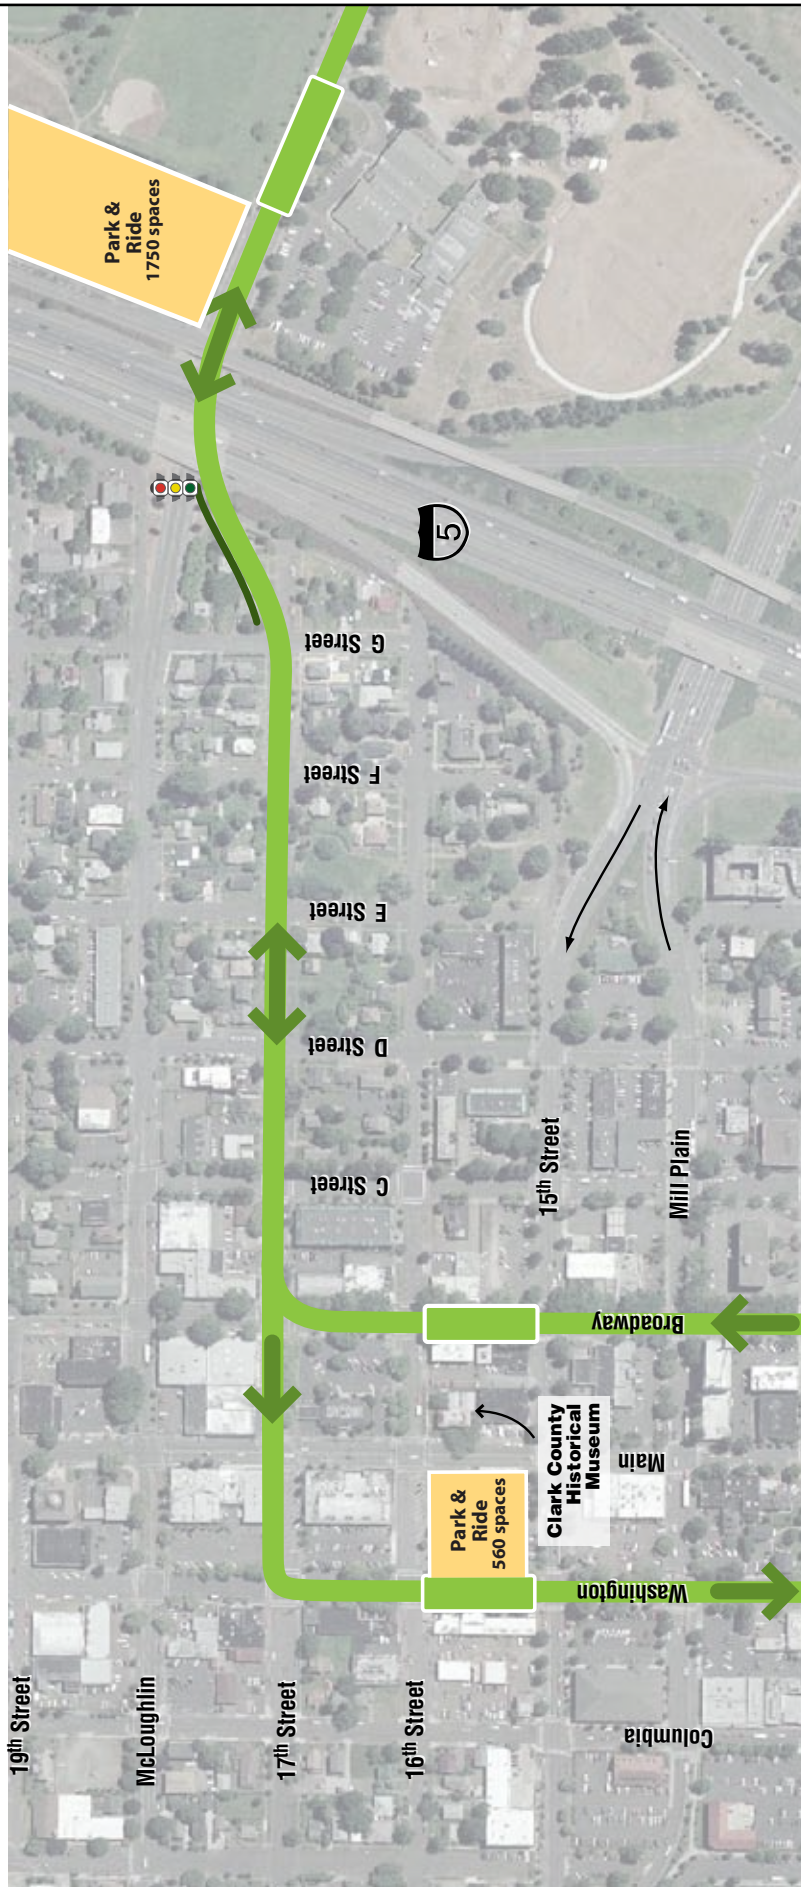 Park &
Ride
1750 spaces
5
G Street
F Street
E Street
D Street
C Street
15th Street
Mill Plain
Broadway
Clark County
Historical
Museum
Main
Park &
Ride
560 spaces
Washington
19th Street
McLoughlin
17th Street
16th Street
Columbia